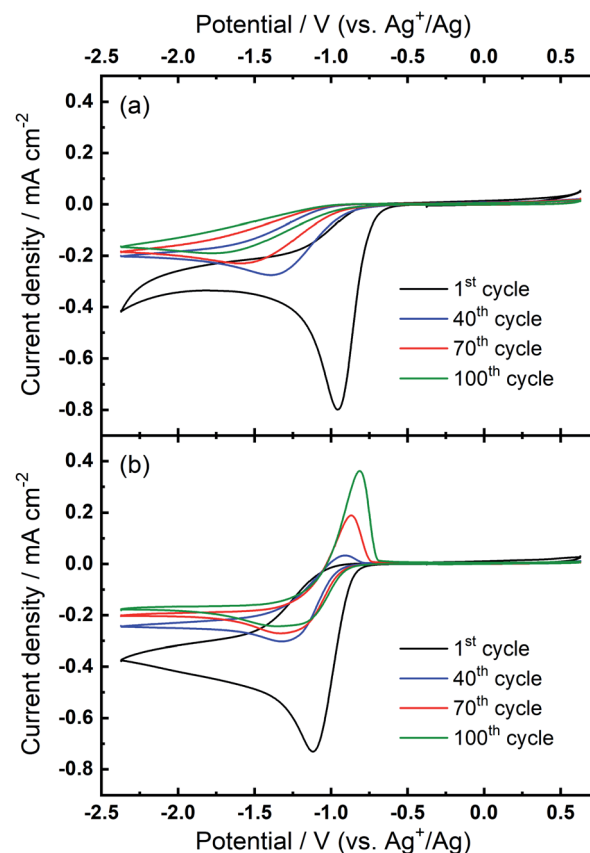 Potential / V (vs. Ag⁺/Ag)
-2.5 -2.0 -1.5 -1.0 -0.5 0.0 0.5
(a)
0.4
0.2
0.0
-0.2
-0.4
-0.6
-0.8
1ˢᵗ cycle
40ᵗʰ cycle
70ᵗʰ cycle
100ᵗʰ cycle
Current density / mA cm⁻²
(b)
0.4
0.2
0.0
-0.2
-0.4
-0.6
-0.8
1ˢᵗ cycle
40ᵗʰ cycle
70ᵗʰ cycle
100ᵗʰ cycle
-2.5 -2.0 -1.5 -1.0 -0.5 0.0 0.5
Potential / V (vs. Ag⁺/Ag)